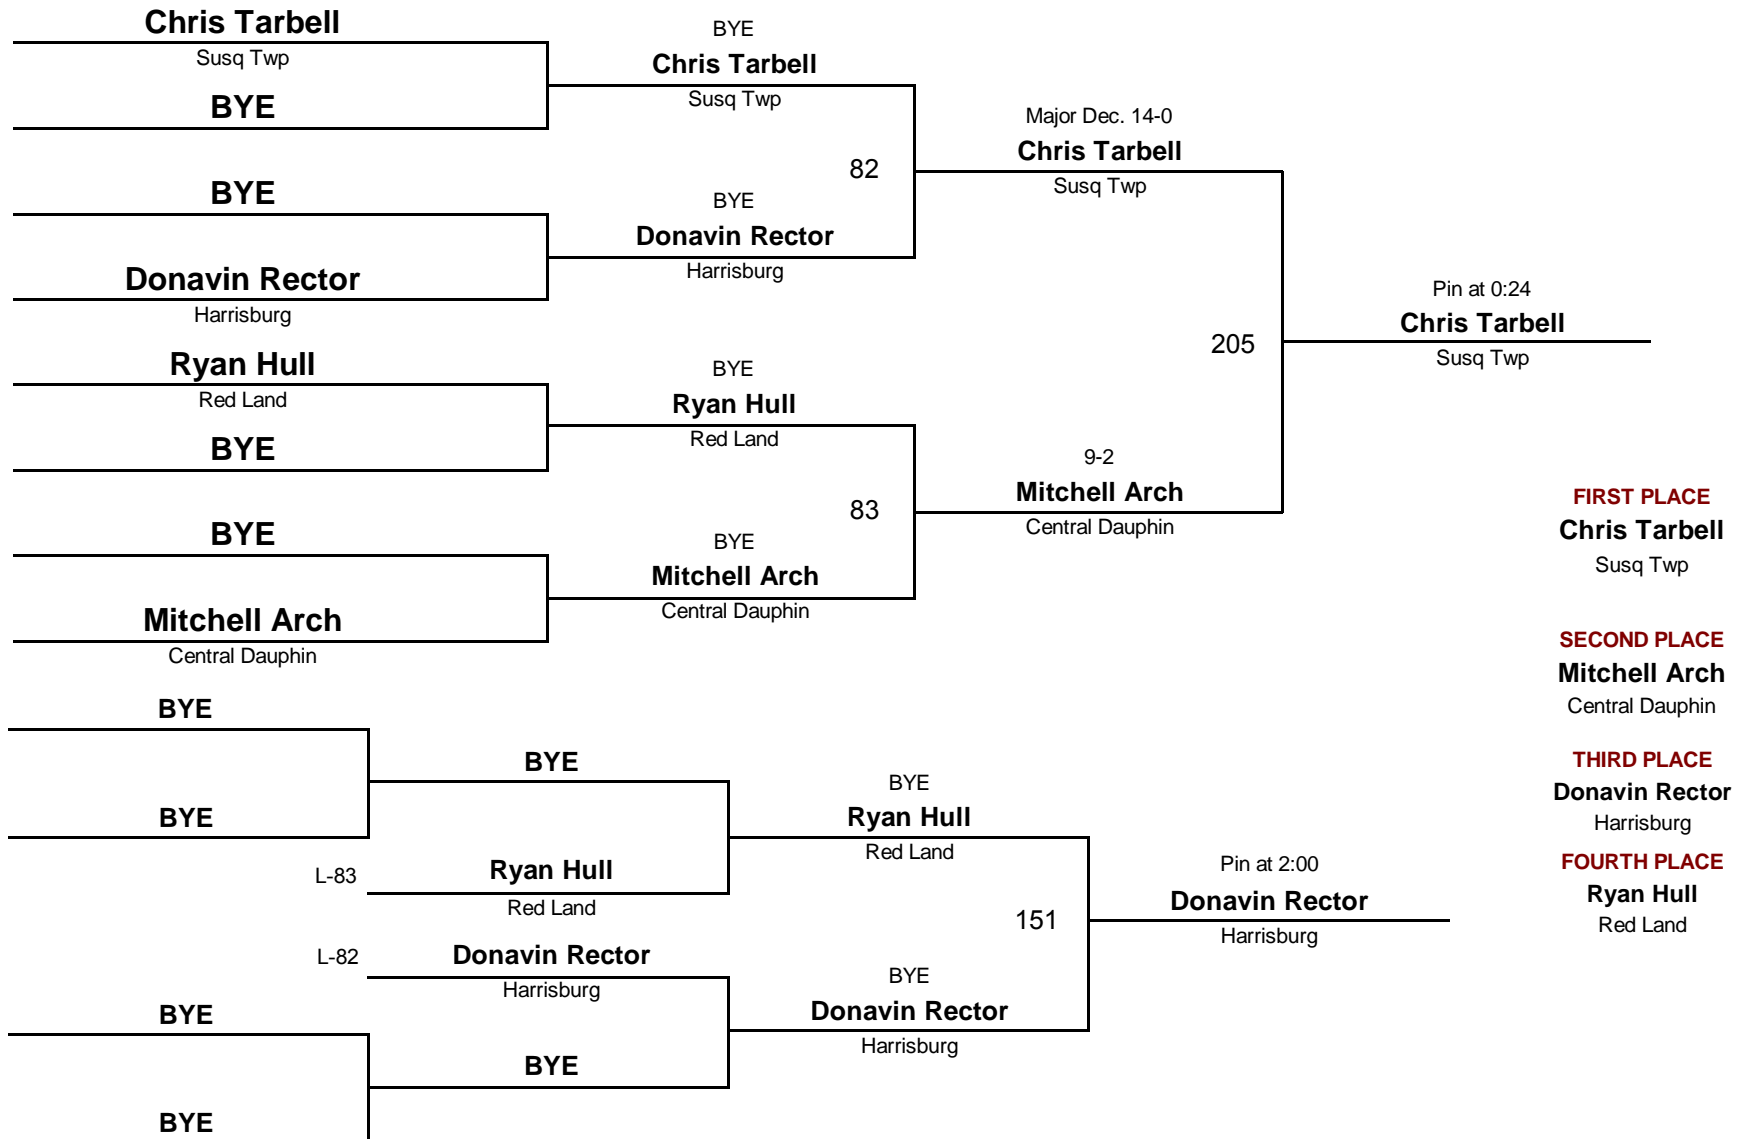 Chris Tarbell
Susq Twp
BYE
BYE
Donavin Rector
Harrisburg
Ryan Hull
Red Land
BYE
BYE
Mitchell Arch
Central Dauphin
BYE
Chris Tarbell
Susq Twp
82
BYE
Donavin Rector
Harrisburg
BYE
Ryan Hull
Red Land
83
BYE
Mitchell Arch
Central Dauphin
Major Dec. 14-0
Chris Tarbell
Susq Twp
205
9-2
Mitchell Arch
Central Dauphin
Pin at 0:24
Chris Tarbell
Susq Twp
FIRST PLACE
Chris Tarbell
Susq Twp
SECOND PLACE
Mitchell Arch
Central Dauphin
THIRD PLACE
Donavin Rector
Harrisburg
FOURTH PLACE
Ryan Hull
Red Land
BYE
BYE
BYE
BYE
BYE
L-83
Ryan Hull
Red Land
L-82
Donavin Rector
Harrisburg
BYE
BYE
Ryan Hull
Red Land
151
BYE
Donavin Rector
Harrisburg
Pin at 2:00
Donavin Rector
Harrisburg